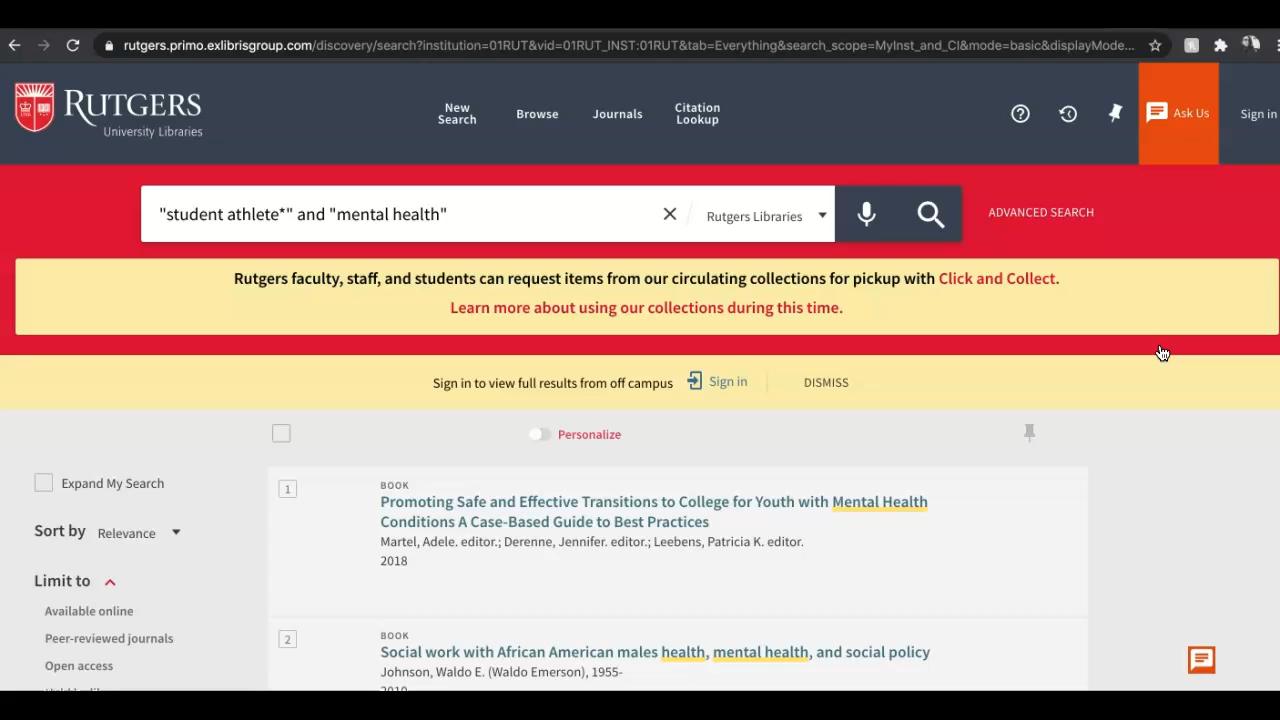 rutgers.primo.exlibrisgroup.com/discovery/search?institution=01RUT&vid=01RUT_INST:01RUT&tab=Everything&search_scope=MyInst_and_CI&mode=basic&displayMode...
RUTGERS
University Libraries
New
Search
Browse
Journals
Citation
Lookup
Ask Us
Sign in
"student athlete*" and "mental health"
Rutgers Libraries
ADVANCED SEARCH
Rutgers faculty, staff, and students can request items from our circulating collections for pickup with Click and Collect.
Learn more about using our collections during this time.
Sign in to view full results from off campus
Sign in
DISMISS
Personalize
Expand My Search
Sort by Relevance
Limit to
Available online
Peer-reviewed journals
Open access
1
BOOK
Promoting Safe and Effective Transitions to College for Youth with Mental Health
Conditions A Case-Based Guide to Best Practices
Martel, Adele. editor.; Derenne, Jennifer. editor.; Leebens, Patricia K. editor.
2018
2
BOOK
Social work with African American males health, mental health, and social policy
Johnson, Waldo E. (Waldo Emerson), 1955-